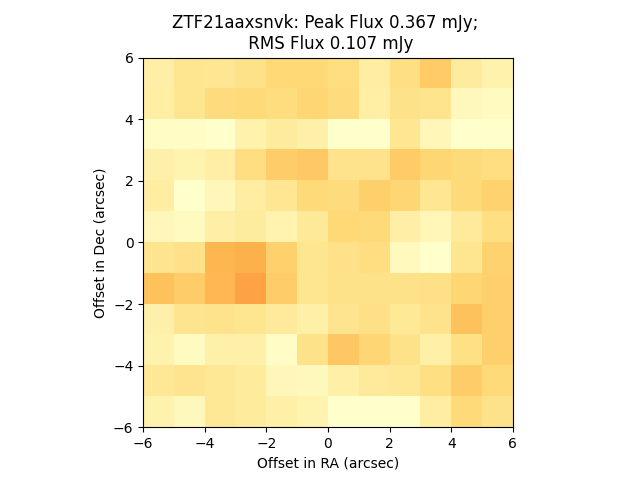 ZTF21aaxsnvk: Peak Flux 0.367 mJy;
RMS Flux 0.107 mJy
6
4
2
0
−2
−4
−6
Offset in Dec (arcsec)
−6 −4 −2 0 2 4 6
Offset in RA (arcsec)